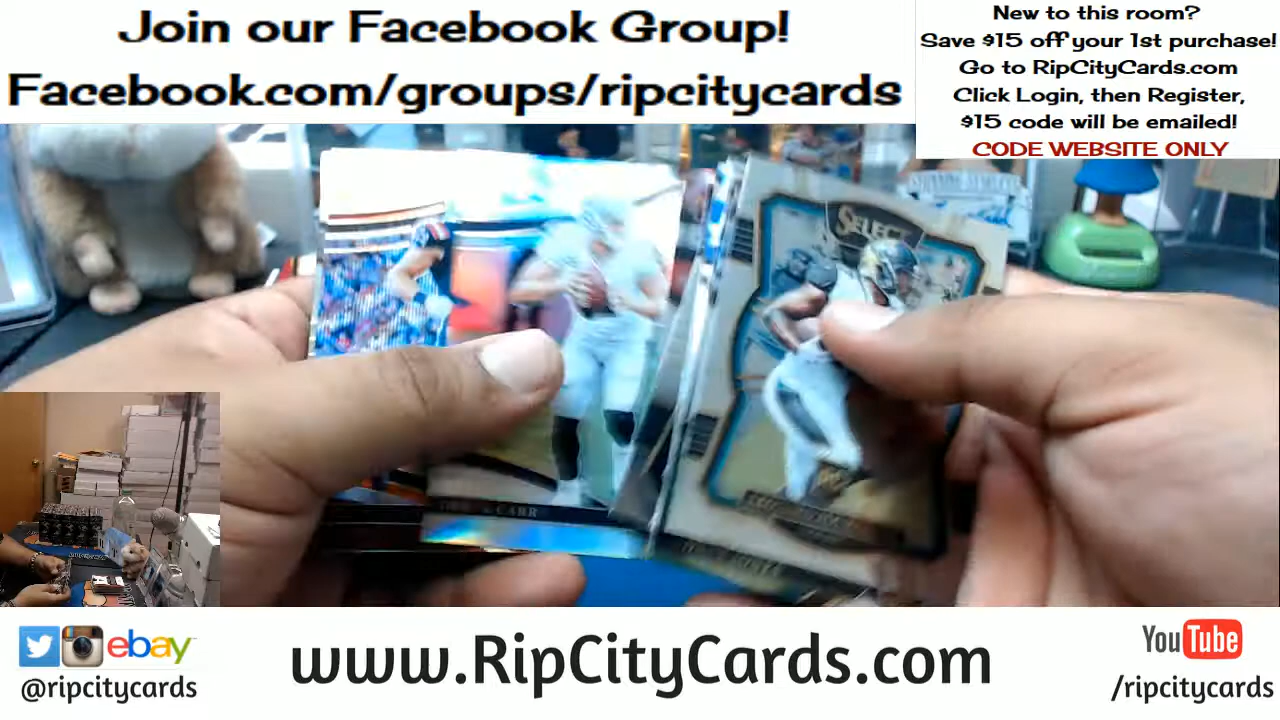 Join our Facebook Group!
Facebook.com/groups/ripcitycards
New to this room?
Save $15 off your 1st purchase!
Go to RipCityCards.com
Click Login, then Register,
$15 code will be emailed!
CODE WEBSITE ONLY
SELECT
CARR
ebay
@ripcitycards
www.RipCityCards.com
YouTube
/ripcitycards